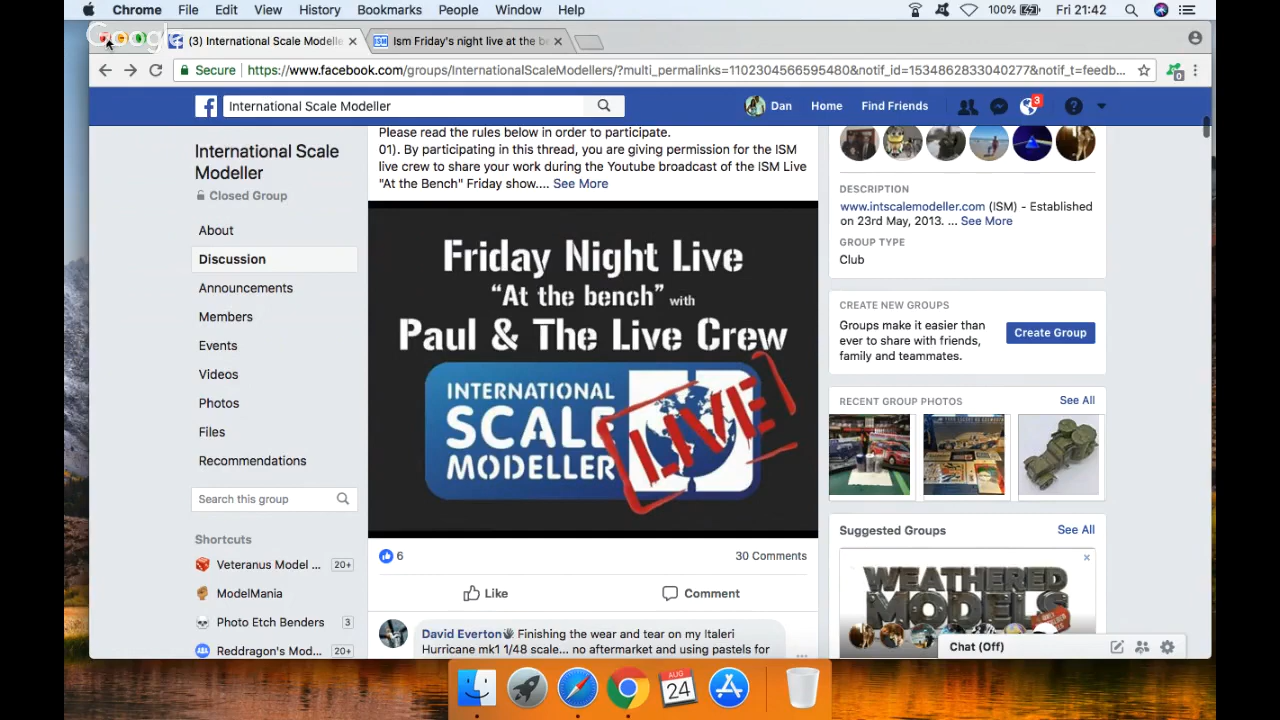 Chrome File Edit View History Bookmarks People Window Help 100% Fri 21:42
Google
(3) International Scale Modelle
Ism Friday's night live at the be
Secure https://www.facebook.com/groups/InternationalScaleModellers/?multi_permalinks=1102304566595480&notif_id=1534862833040277&notif_t=feedb... 0
International Scale Modeller
Dan Home Find Friends 3
International Scale
Modeller
Closed Group
About
Discussion
Announcements
Members
Events
Videos
Photos
Files
Recommendations
Search this group
Shortcuts
Veteranus Model ... 20+
ModelMania
Photo Etch Benders 3
Reddragon's Mod... 20+
Please read the rules below in order to participate.
01). By participating in this thread, you are giving permission for the ISM
live crew to share your work during the Youtube broadcast of the ISM Live
"At the Bench" Friday show.... See More
Friday Night Live
"At the bench" with
Paul & The Live Crew
INTERNATIONAL
SCALE
MODELLER
LIVE
6 30 Comments
Like Comment
David Everton Finishing the wear and tear on my Italeri
Hurricane mk1 1/48 scale... no aftermarket and using pastels for
DESCRIPTION
www.intscalemodeller.com (ISM) - Established
on 23rd May, 2013. ... See More
GROUP TYPE
Club
CREATE NEW GROUPS
Groups make it easier than
ever to share with friends,
family and teammates.
Create Group
RECENT GROUP PHOTOS See All
Suggested Groups See All
WEATHERED
MODELS
Chat (Off)
AUG
24